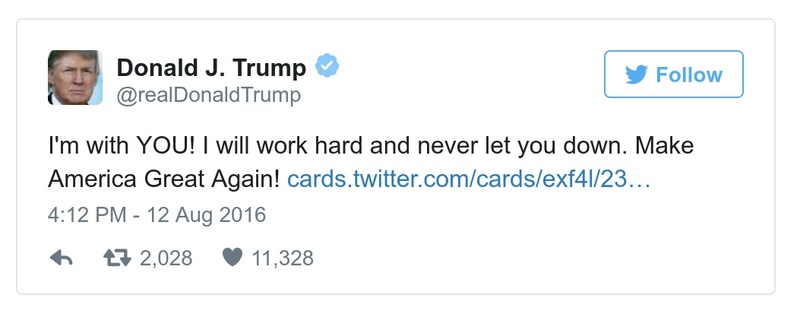 Donald J. Trump
@realDonaldTrump
Follow
I'm with YOU! I will work hard and never let you down. Make
America Great Again! cards.twitter.com/cards/exf4l/23…
4:12 PM - 12 Aug 2016
2,028 11,328